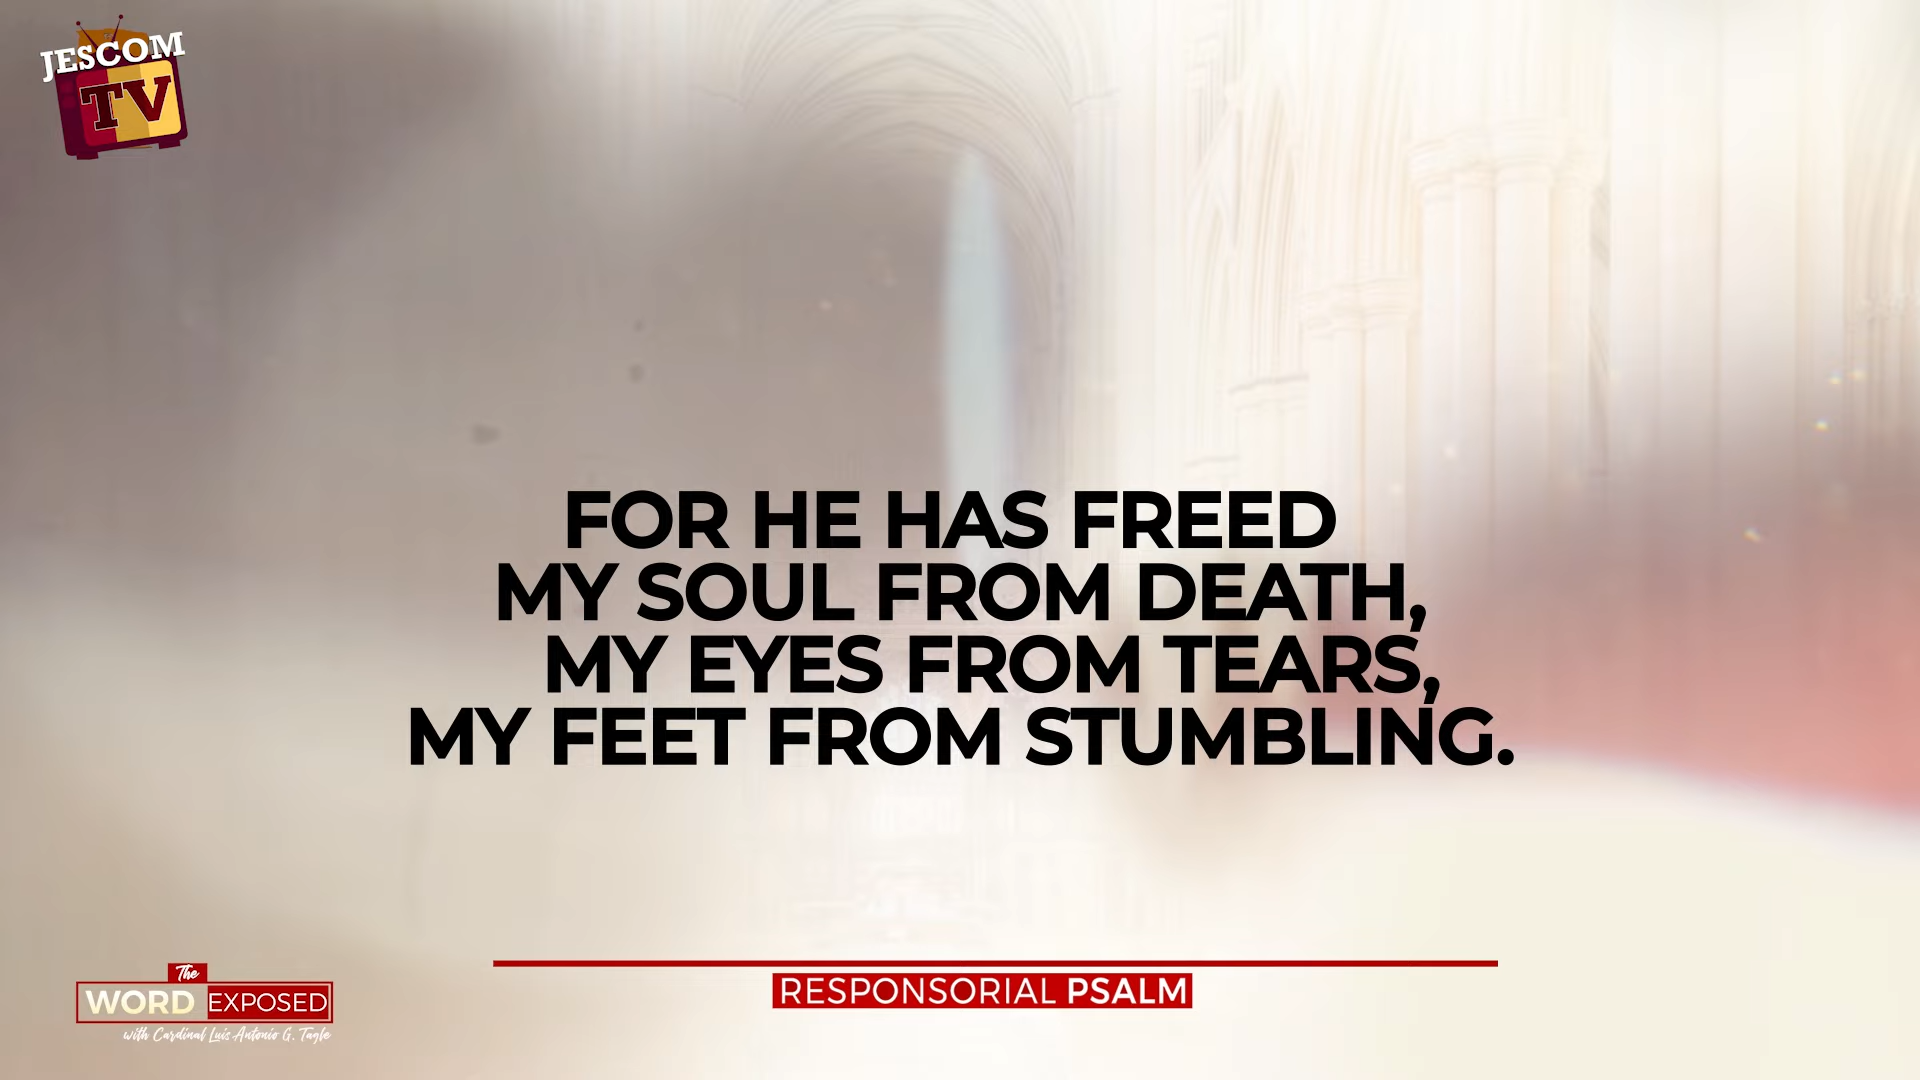 JESCOM
TV
FOR HE HAS FREED
MY SOUL FROM DEATH,
MY EYES FROM TEARS,
MY FEET FROM STUMBLING.
RESPONSORIAL PSALM
The
WORD EXPOSED
with Cardinal Luis Antonio G. Tagle